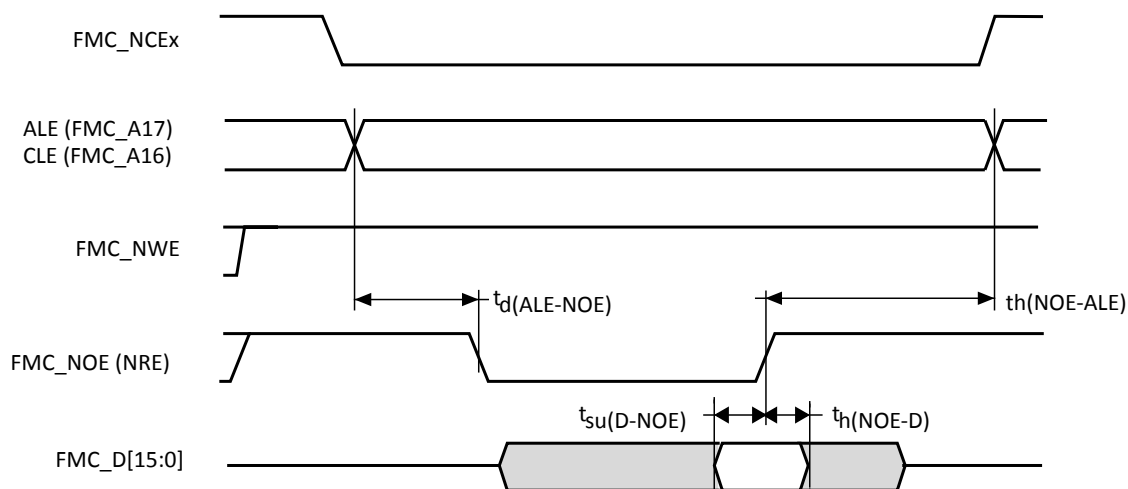 FMC_NCEx
ALE (FMC_A17)
CLE (FMC_A16)
FMC_NWE
td(ALE-NOE)
th(NOE-ALE)
FMC_NOE (NRE)
tsu(D-NOE)
th(NOE-D)
FMC_D[15:0]